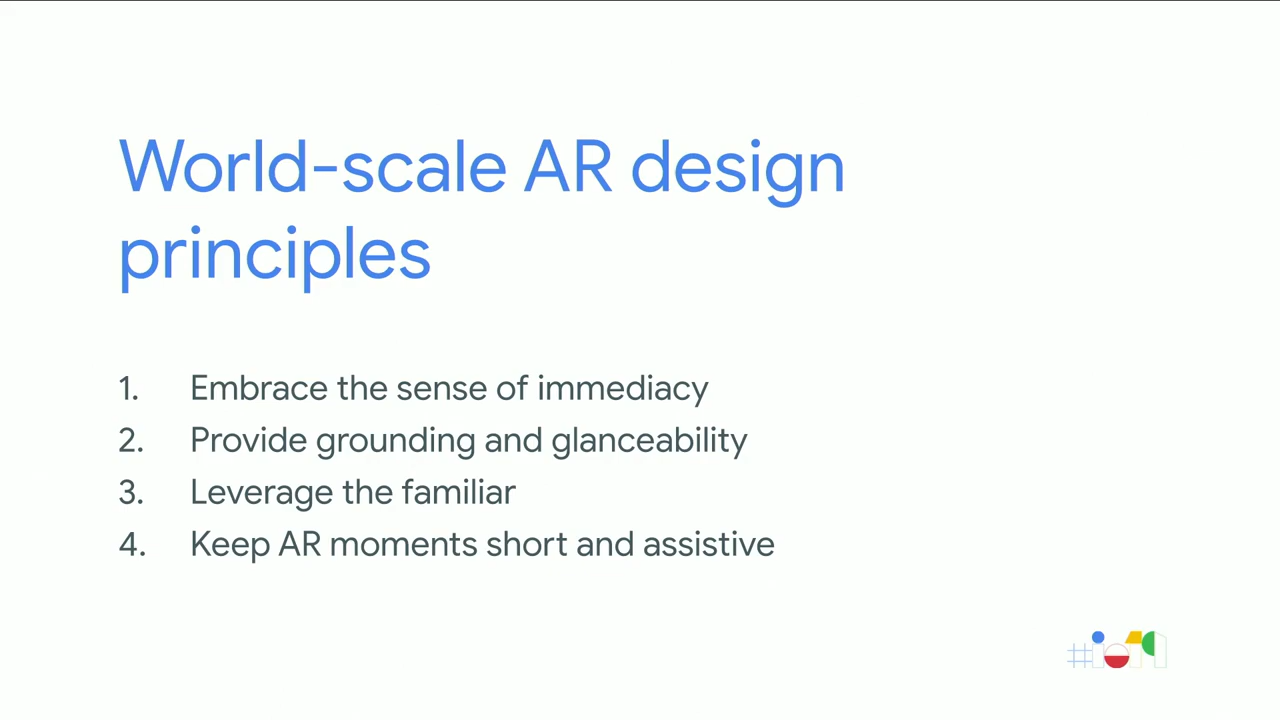 World-scale AR design
principles
1. Embrace the sense of immediacy
2. Provide grounding and glanceability
3. Leverage the familiar
4. Keep AR moments short and assistive
#io19